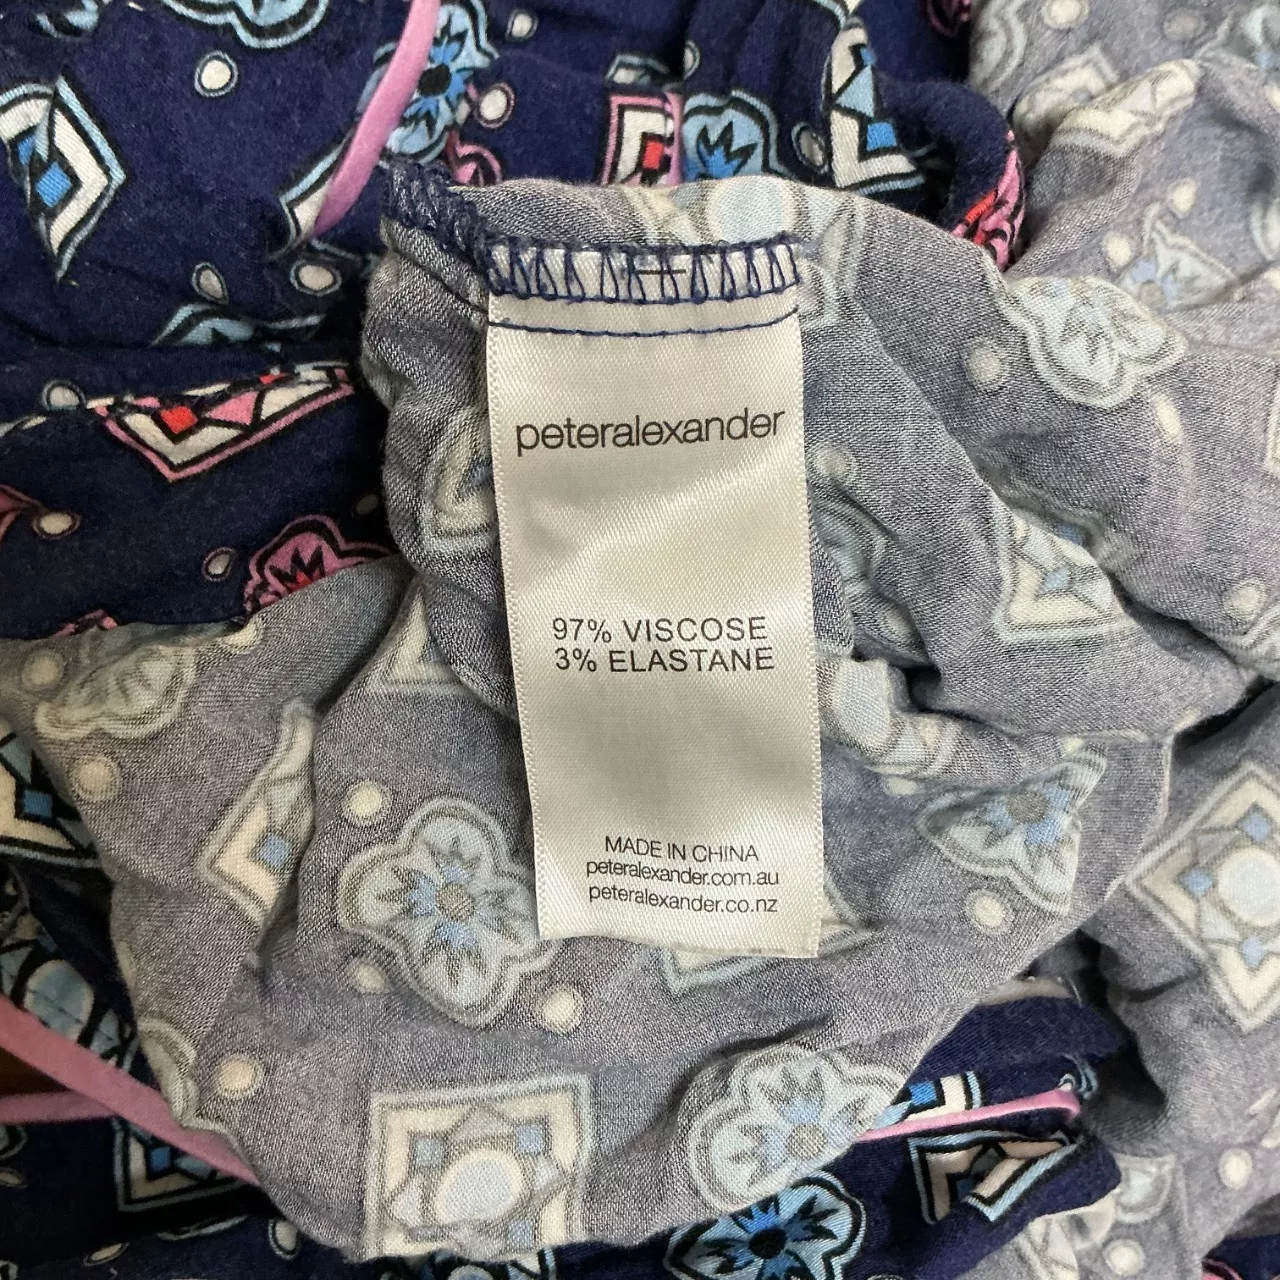 peteralexander
97% VISCOSE
3% ELASTANE
MADE IN CHINA
peteralexander.com.au
peteralexander.co.nz